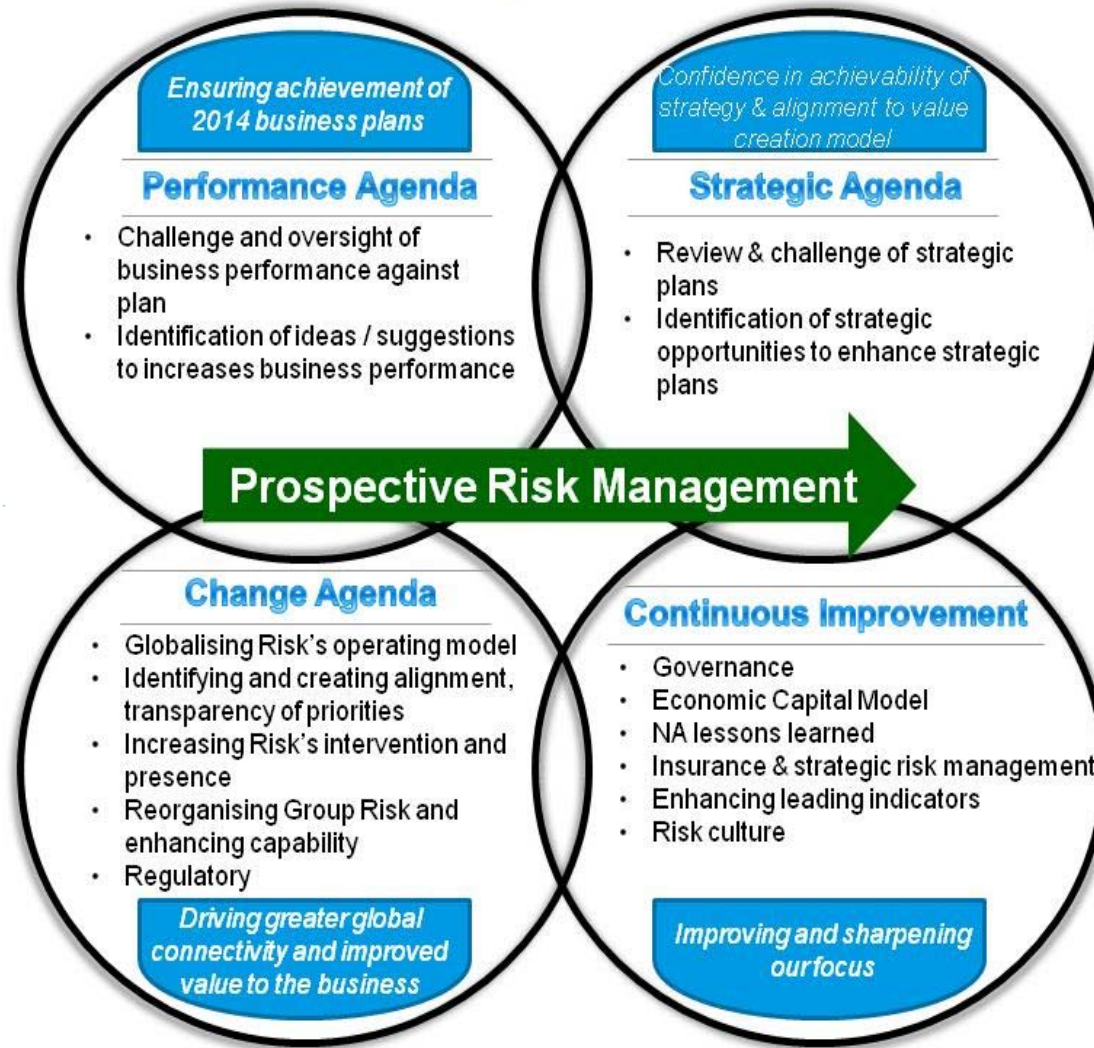 Ensuring achievement of
2014 business plans
Performance Agenda
• Challenge and oversight of
business performance against
plan
• Identification of ideas / suggestions
to increases business performance
Confidence in achievability of
strategy & alignment to value
creation model
Strategic Agenda
• Review & challenge of strategic
plans
• Identification of strategic
opportunities to enhance strategic
plans
Prospective Risk Management
Change Agenda
• Globalising Risk's operating model
• Identifying and creating alignment,
transparency of priorities
• Increasing Risk's intervention and
presence
• Reorganising Group Risk and
enhancing capability
• Regulatory
Driving greater global
connectivity and improved
value to the business
Continuous Improvement
• Governance
• Economic Capital Model
• NA lessons learned
• Insurance & strategic risk management
• Enhancing leading indicators
• Risk culture
Improving and sharpening
our focus